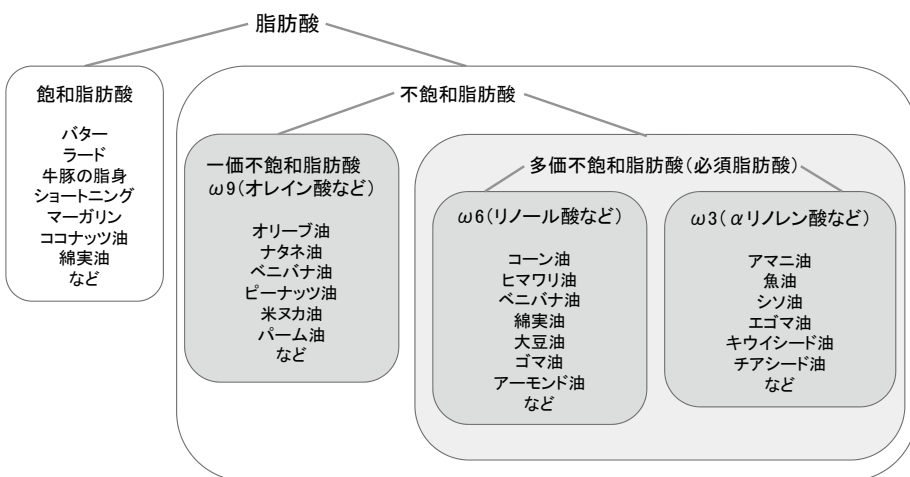 脂肪酸
飽和脂肪酸
バター
ラード
牛豚の脂身
ショートニング
マーガリン
ココナッツ油
綿実油
など
不飽和脂肪酸
一価不飽和脂肪酸
ω9(オレイン酸など)
オリーブ油
ナタネ油
ベニバナ油
ピーナッツ油
米ヌカ油
パーム油
など
多価不飽和脂肪酸(必須脂肪酸)
ω6(リノール酸など)
コーン油
ヒマワリ油
ベニバナ油
綿実油
大豆油
ゴマ油
アーモンド油
など
ω3(αリノレン酸など)
アマニ油
魚油
シソ油
エゴマ油
キウイシード油
チアシード油
など